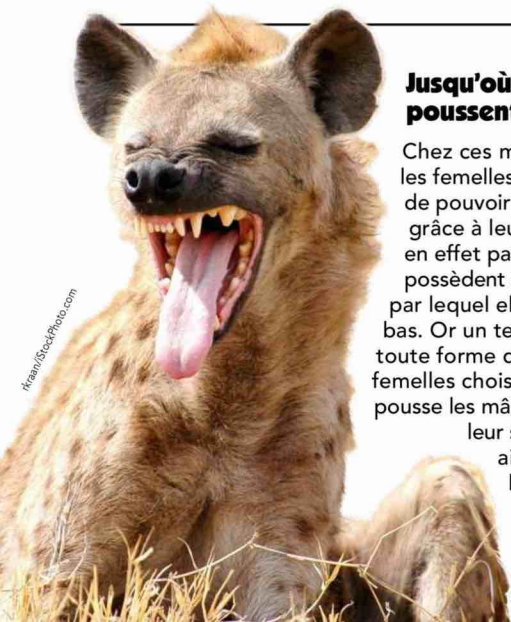 Jusqu'où
poussent
Chez ces m
les femelles
de pouvoir
grâce à leu
en effet pa
possèdent
par lequel el
bas. Or un te
toute forme d
femelles chois
pousse les mâ
leur s
ai
rkraan/iStockPhoto.com